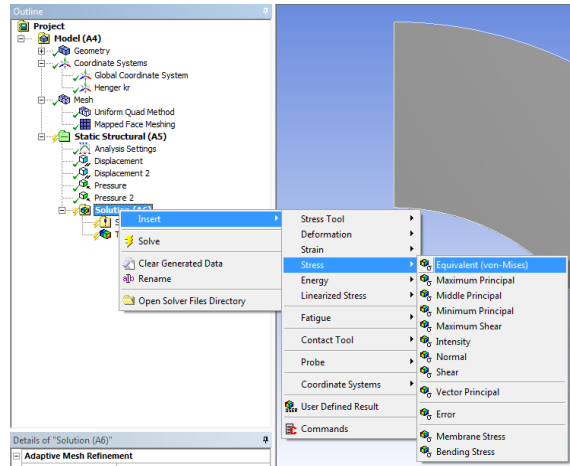 Outline
Project
Model (A4)
Geometry
Coordinate Systems
Global Coordinate System
Henger kr
Mesh
Uniform Quad Method
Mapped Face Meshing
Static Structural (A5)
Analysis Settings
Displacement
Displacement 2
Pressure
Pressure 2
Solution (A6)
Insert
Solve
Clear Generated Data
Rename
Open Solver Files Directory
Stress Tool
Deformation
Strain
Stress
Energy
Linearized Stress
Fatigue
Contact Tool
Probe
Coordinate Systems
User Defined Result
Commands
Equivalent (von-Mises)
Maximum Principal
Middle Principal
Minimum Principal
Maximum Shear
Intensity
Normal
Shear
Vector Principal
Error
Membrane Stress
Bending Stress
Details of "Solution (A6)"
Adaptive Mesh Refinement